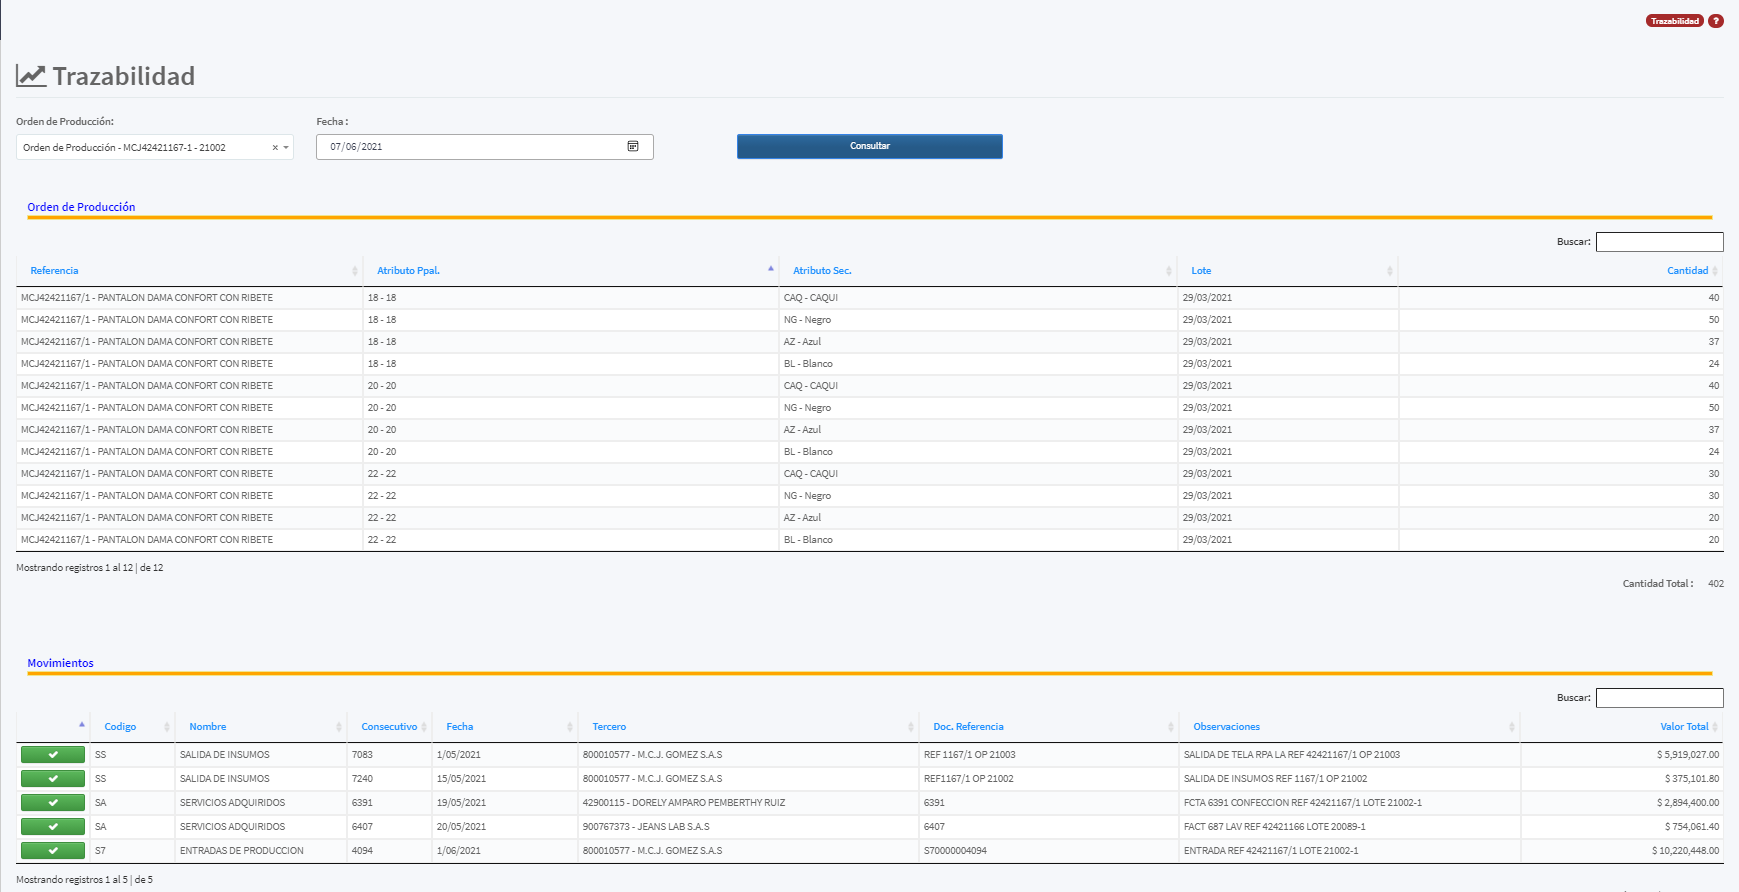 Trazabilidad ?
Trazabilidad
Orden de Producción: Fecha :
Orden de Producción - MCJ42421167-1 - 21002 × 07/06/2021 Consultar
Orden de Producción
Buscar:
Referencia Atributo Ppal. Atributo Sec. Lote Cantidad
MCJ42421167/1 - PANTALON DAMA CONFORT CON RIBETE 18 - 18 CAQ - CAQUI 29/03/2021 40
MCJ42421167/1 - PANTALON DAMA CONFORT CON RIBETE 18 - 18 NG - Negro 29/03/2021 50
MCJ42421167/1 - PANTALON DAMA CONFORT CON RIBETE 18 - 18 AZ - Azul 29/03/2021 37
MCJ42421167/1 - PANTALON DAMA CONFORT CON RIBETE 18 - 18 BL - Blanco 29/03/2021 24
MCJ42421167/1 - PANTALON DAMA CONFORT CON RIBETE 20 - 20 CAQ - CAQUI 29/03/2021 40
MCJ42421167/1 - PANTALON DAMA CONFORT CON RIBETE 20 - 20 NG - Negro 29/03/2021 50
MCJ42421167/1 - PANTALON DAMA CONFORT CON RIBETE 20 - 20 AZ - Azul 29/03/2021 37
MCJ42421167/1 - PANTALON DAMA CONFORT CON RIBETE 20 - 20 BL - Blanco 29/03/2021 24
MCJ42421167/1 - PANTALON DAMA CONFORT CON RIBETE 22 - 22 CAQ - CAQUI 29/03/2021 30
MCJ42421167/1 - PANTALON DAMA CONFORT CON RIBETE 22 - 22 NG - Negro 29/03/2021 30
MCJ42421167/1 - PANTALON DAMA CONFORT CON RIBETE 22 - 22 AZ - Azul 29/03/2021 20
MCJ42421167/1 - PANTALON DAMA CONFORT CON RIBETE 22 - 22 BL - Blanco 29/03/2021 20
Mostrando registros 1 al 12 | de 12
Cantidad Total : 402
Movimientos
Buscar:
Codigo Nombre Consecutivo Fecha Tercero Doc. Referencia Observaciones Valor Total
SS SALIDA DE INSUMOS 7083 1/05/2021 800010577 - M.C.J. GOMEZ S.A.S REF 1167/1 OP 21003 SALIDA DE TELA RPA LA REF 42421167/1 OP 21003 $ 5,919,027.00
SS SALIDA DE INSUMOS 7240 15/05/2021 800010577 - M.C.J. GOMEZ S.A.S REF1167/1 OP 21002 SALIDA DE INSUMOS REF 1167/1 OP 21002 $ 375,101.80
SA SERVICIOS ADQUIRIDOS 6391 19/05/2021 42900115 - DORELY AMPARO PEMBERTHY RUIZ 6391 FCTA 6391 CONFECCION REF 42421167/1 LOTE 21002-1 $ 2,894,400.00
SA SERVICIOS ADQUIRIDOS 6407 20/05/2021 900767373 - JEANS LAB S.A.S 6407 FACT 687 LAV REF 42421166 LOTE 20089-1 $ 754,061.40
S7 ENTRADAS DE PRODUCCION 4094 1/06/2021 800010577 - M.C.J. GOMEZ S.A.S S70000004094 ENTRADA REF 42421167/1 LOTE 21002-1 $ 10,220,448.00
Mostrando registros 1 al 5 | de 5